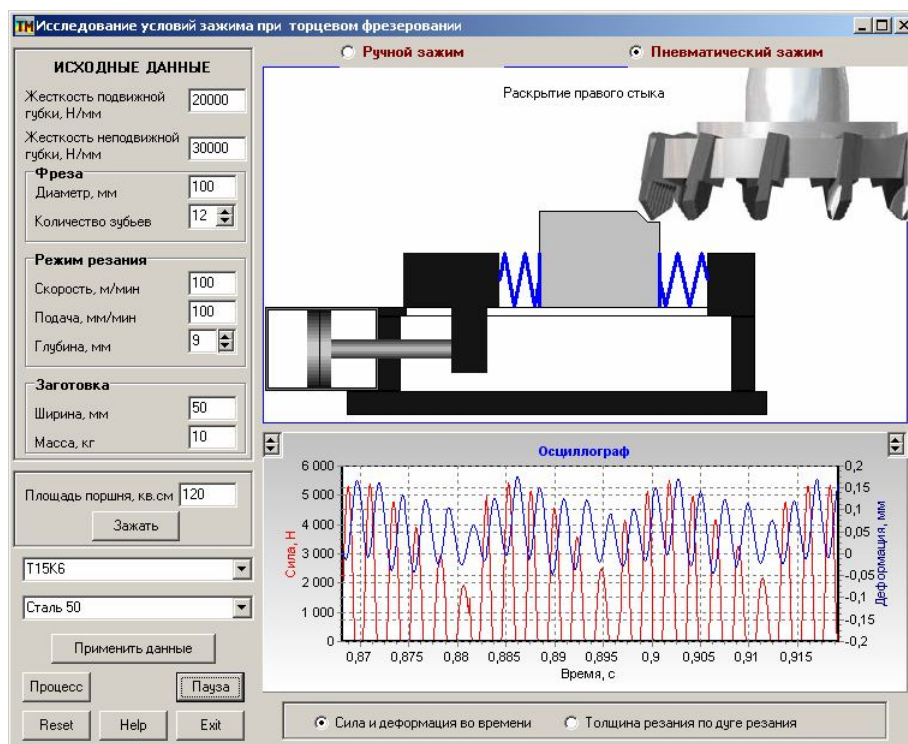 ТМ Исследование условий зажима при торцевом фрезеровании
Ручной зажим
Пневматический зажим
ИСХОДНЫЕ ДАННЫЕ
Жесткость подвижной
губки, Н/мм
20000
Жесткость неподвижной
губки, Н/мм
30000
Фреза
Диаметр, мм
100
Количество зубьев
12
Режим резания
Скорость, м/мин
100
Подача, мм/мин
100
Глубина, мм
9
Заготовка
Ширина, мм
50
Масса, кг
10
Площадь поршня, кв.см
120
Зажать
Т15К6
Сталь 50
Применить данные
Процесс
Пауза
Reset
Help
Exit
Раскрытие правого стыка
Осциллограф
6 000
5 000
4 000
3 000
2 000
1 000
0
Сила, Н
0,2
0,15
0,1
0,05
0
-0,05
-0,1
-0,15
-0,2
Деформация, мм
0,87
0,875
0,88
0,885
0,89
0,895
0,9
0,905
0,91
0,915
Время, с
Сила и деформация во времени
Толщина резания по дуге резания